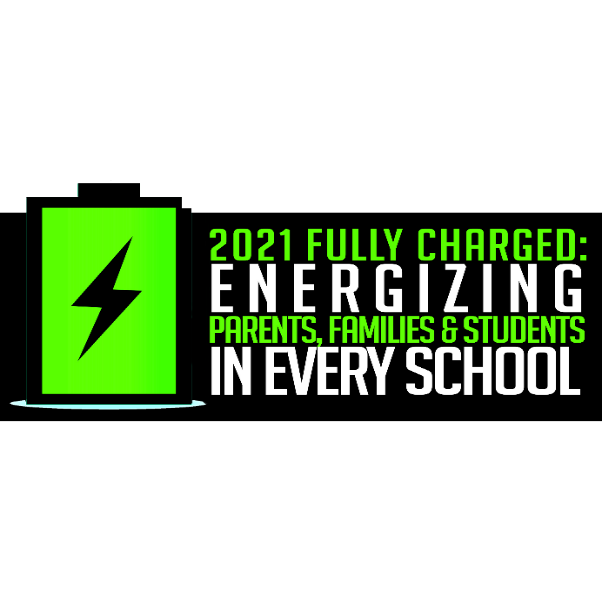 2021 FULLY CHARGED:
ENERGIZING
PARENTS, FAMILIES & STUDENTS
IN EVERY SCHOOL